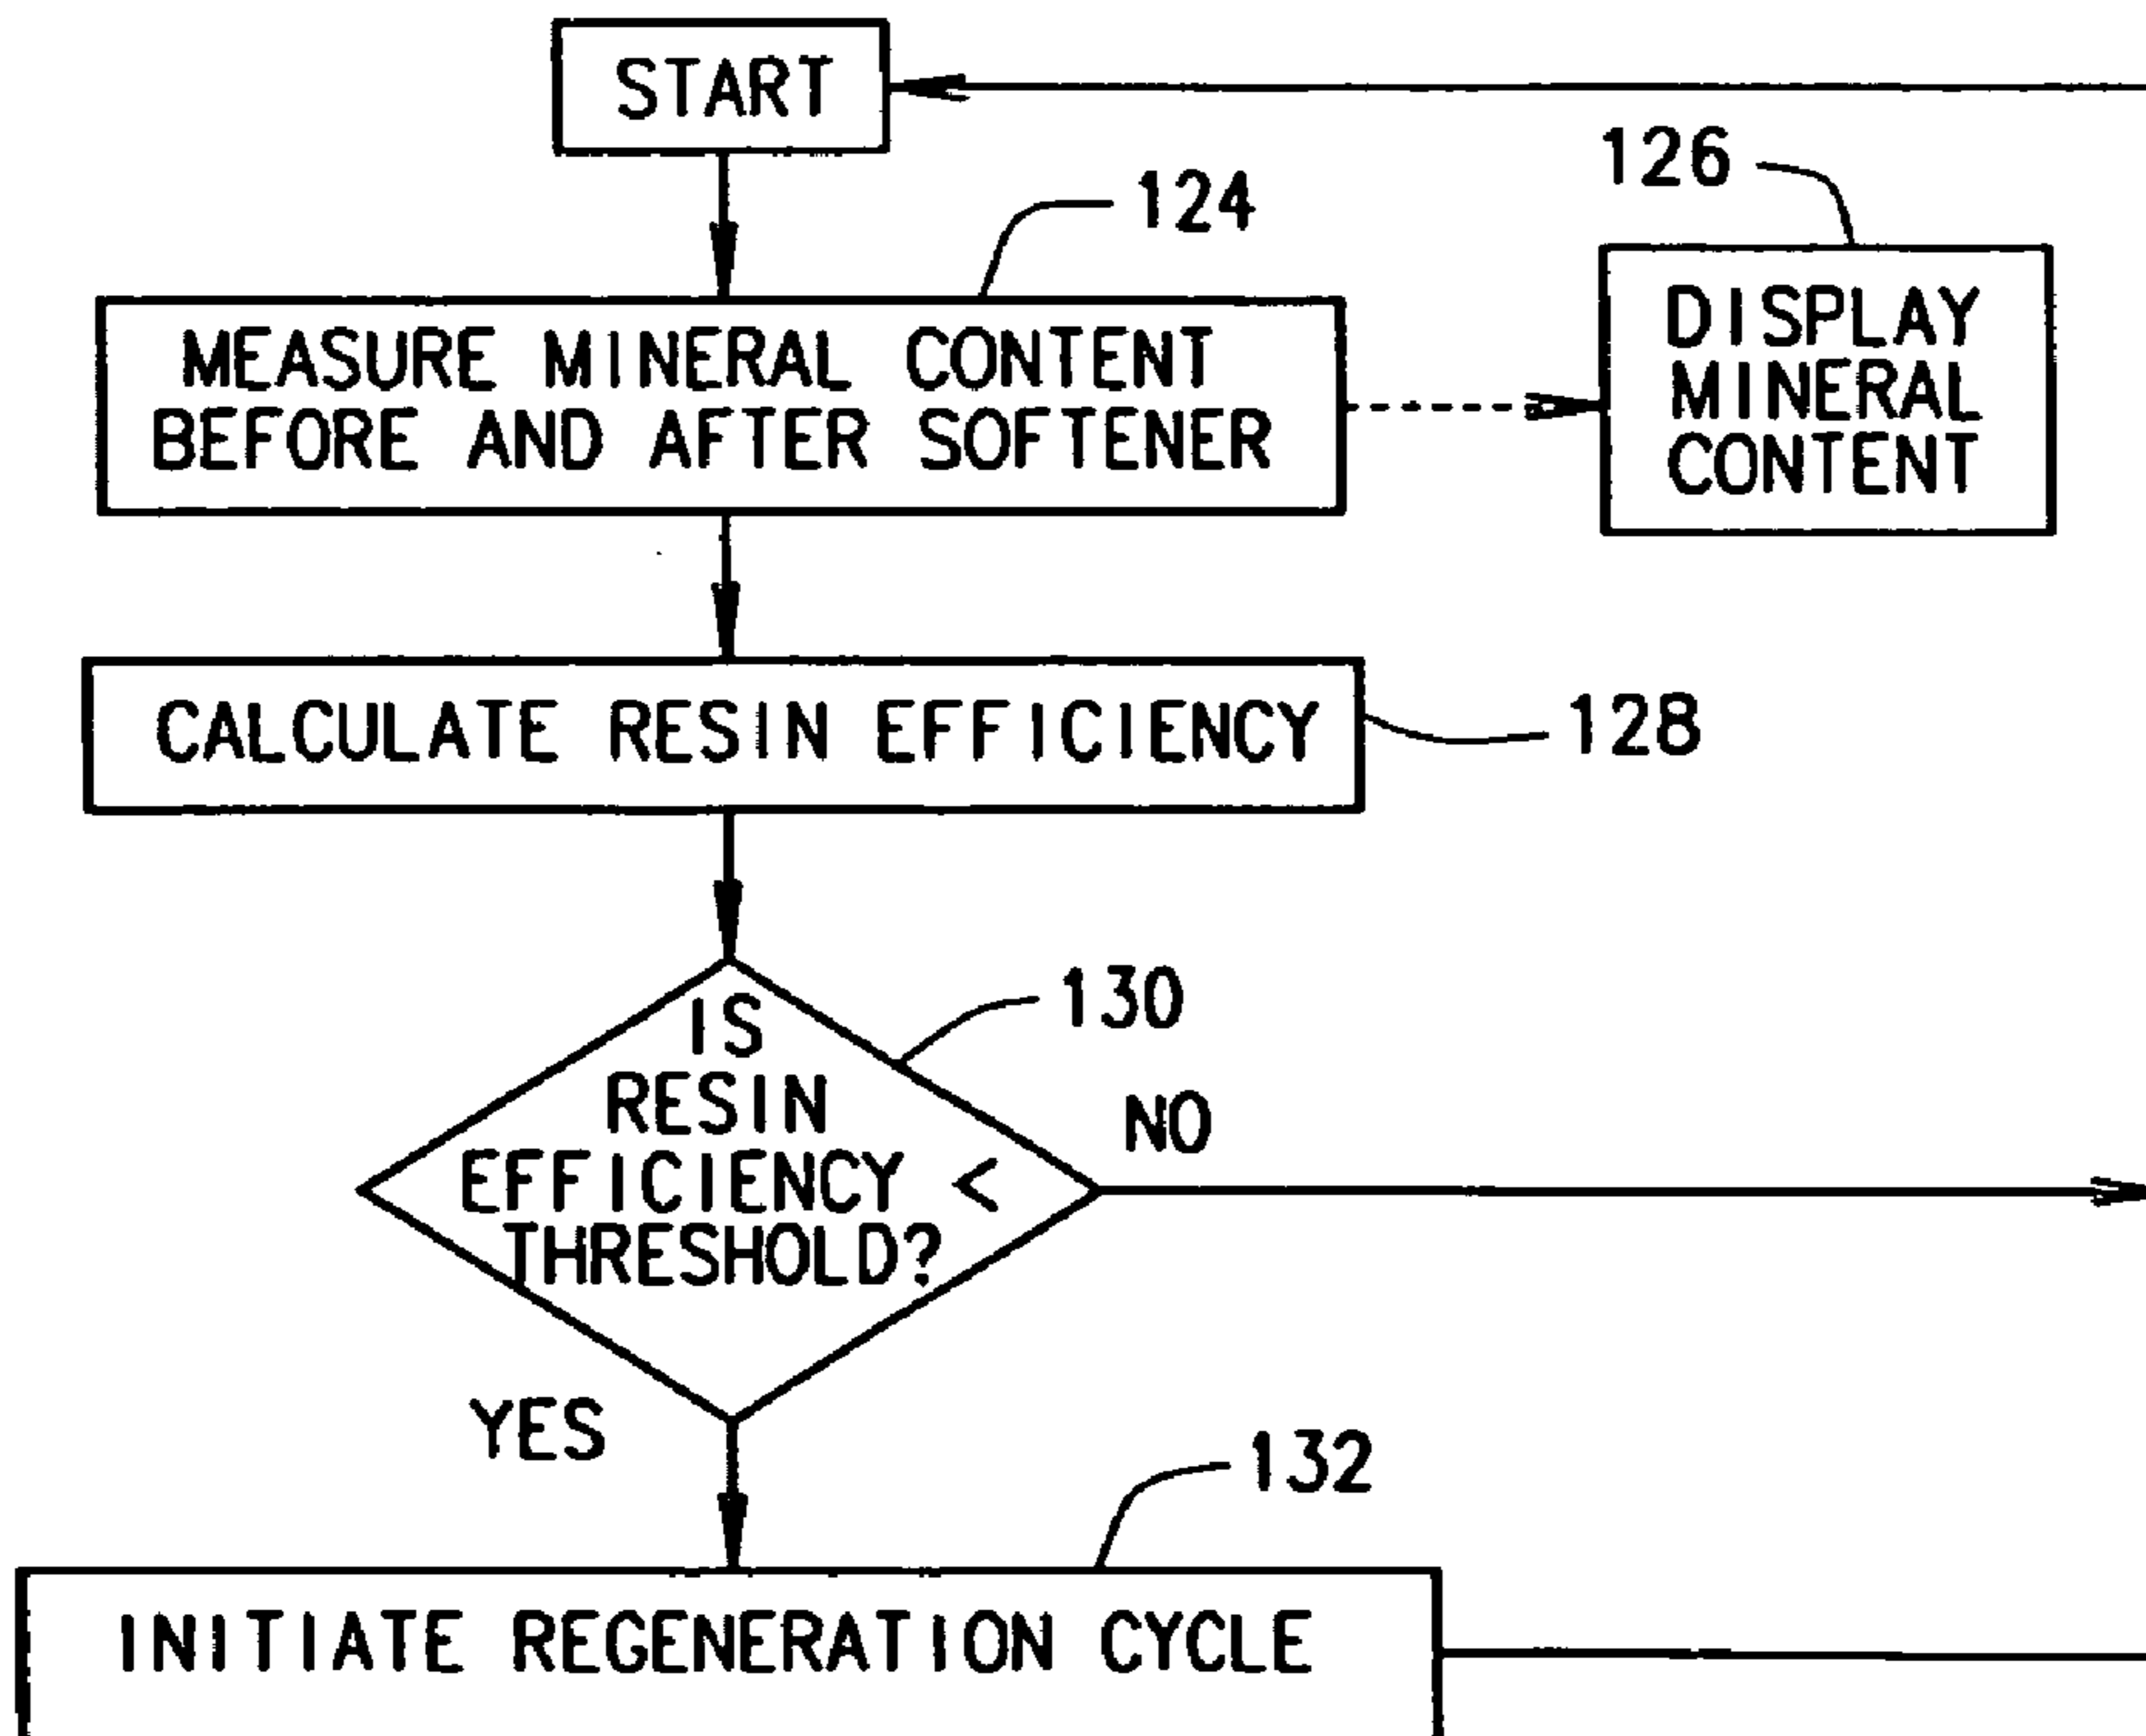 START
124
126
MEASURE MINERAL CONTENT
BEFORE AND AFTER SOFTENER
DISPLAY
MINERAL
CONTENT
CALCULATE RESIN EFFICIENCY
128
130
IS
RESIN
EFFICIENCY <
THRESHOLD?
NO
YES
132
INITIATE REGENERATION CYCLE